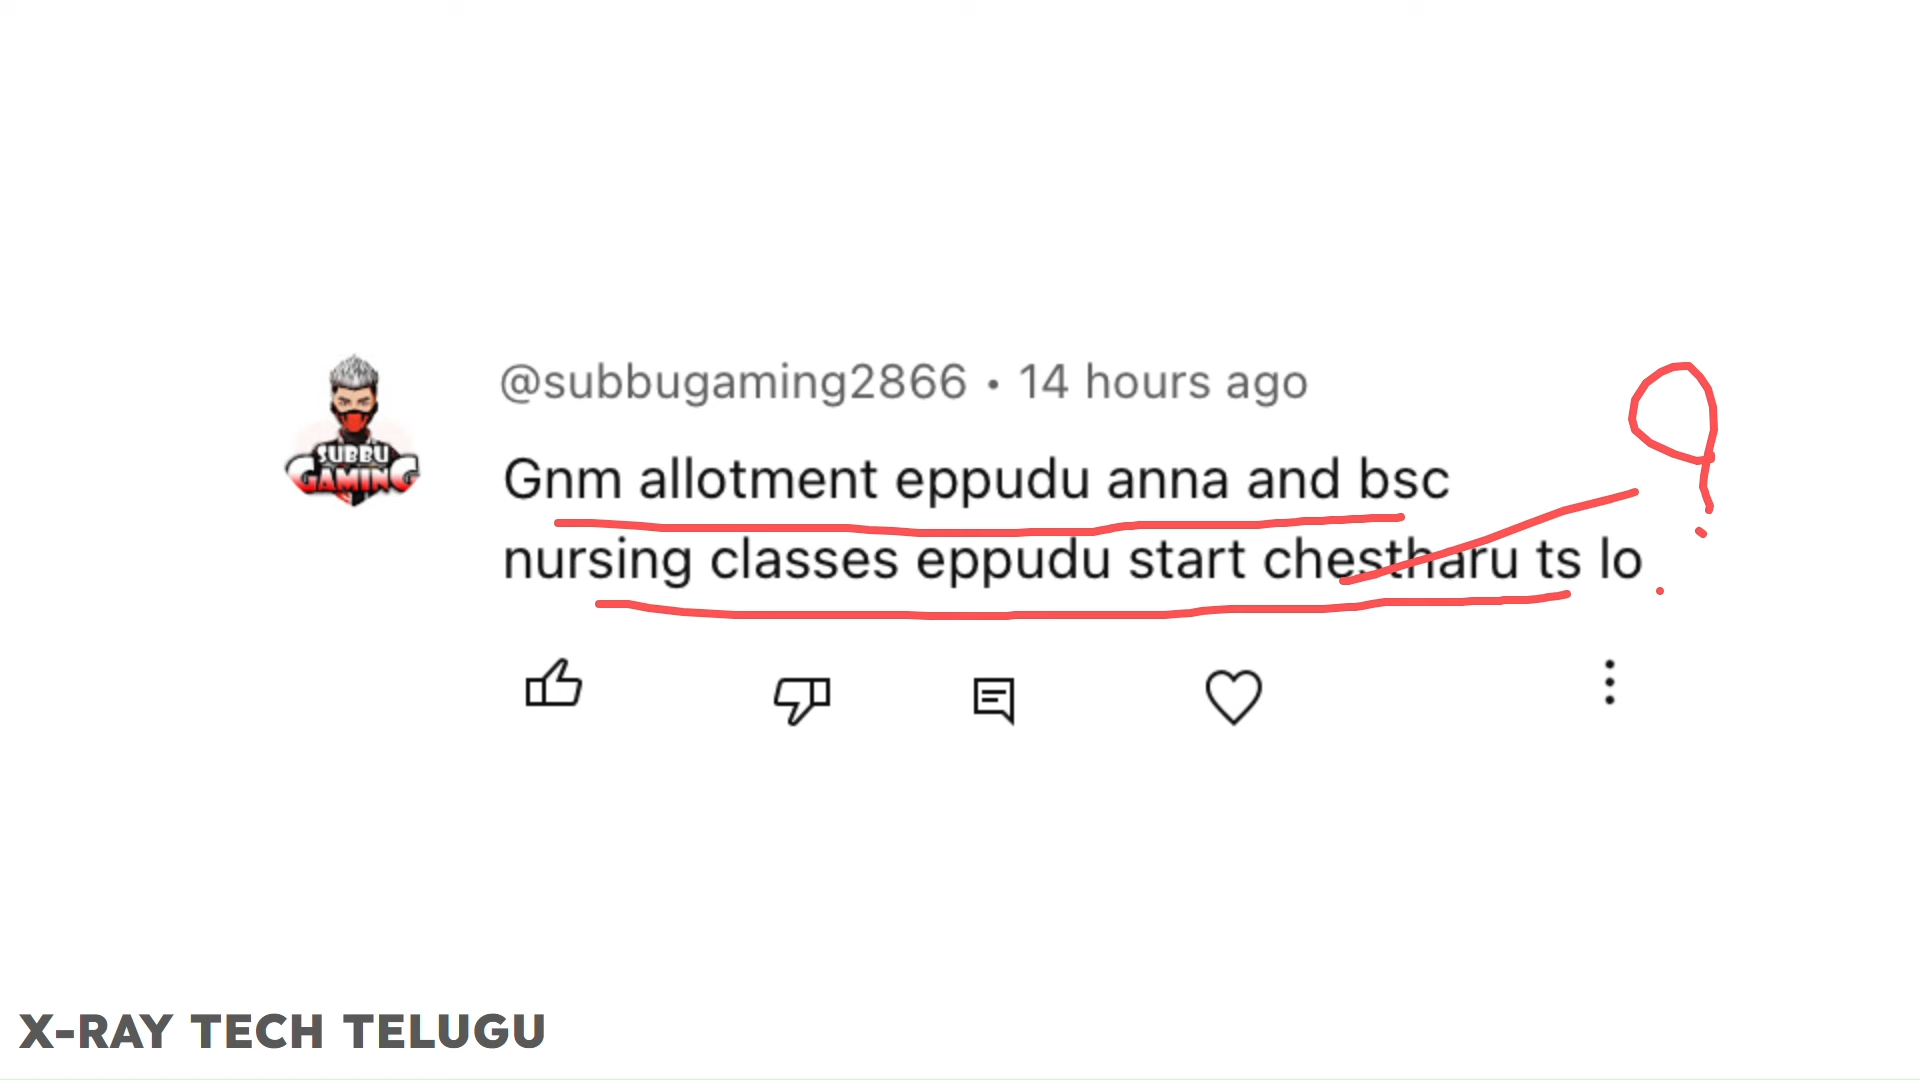 @subbugaming2866 • 14 hours ago
SUBBU
GAMING
Gnm allotment eppudu anna and bsc
nursing classes eppudu start chestharu ts lo
?
X-RAY TECH TELUGU